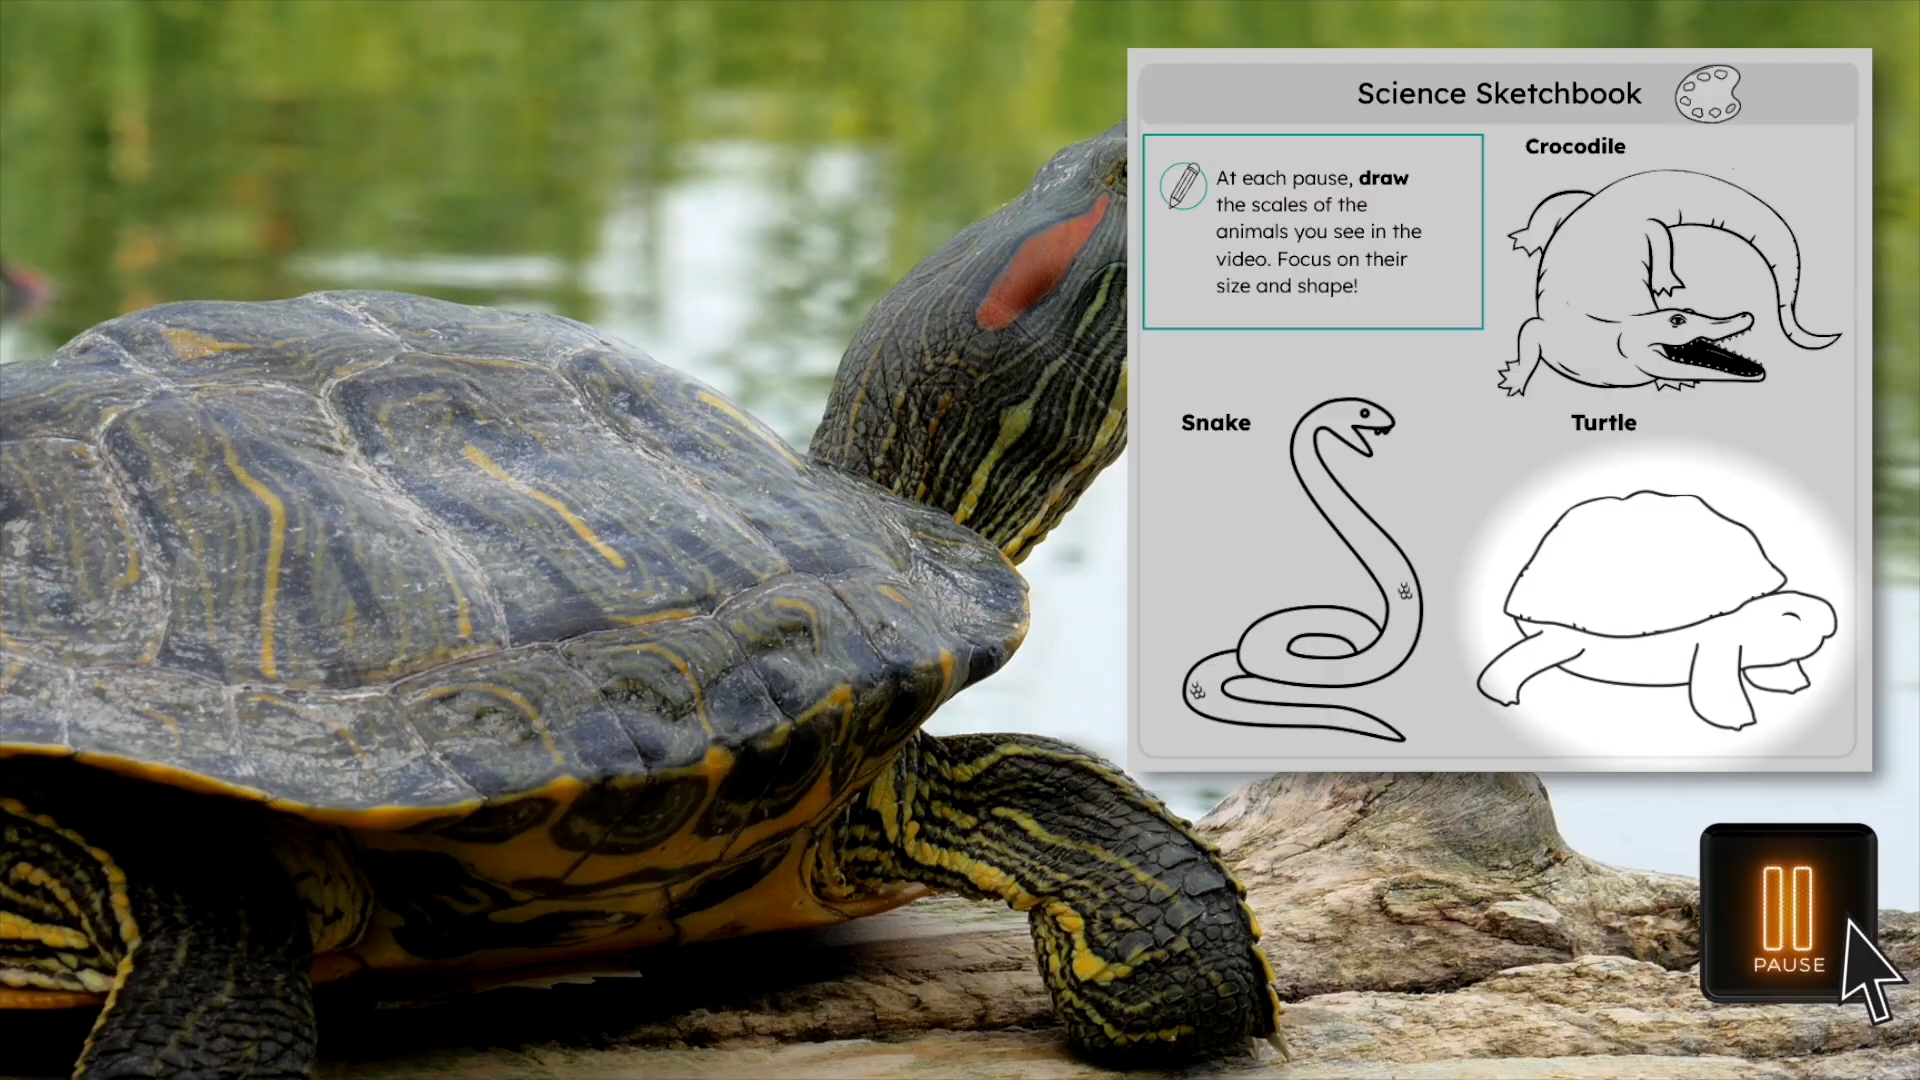 Science Sketchbook
At each pause, draw
the scales of the
animals you see in the
video. Focus on their
size and shape!
Crocodile
Snake
Turtle
PAUSE